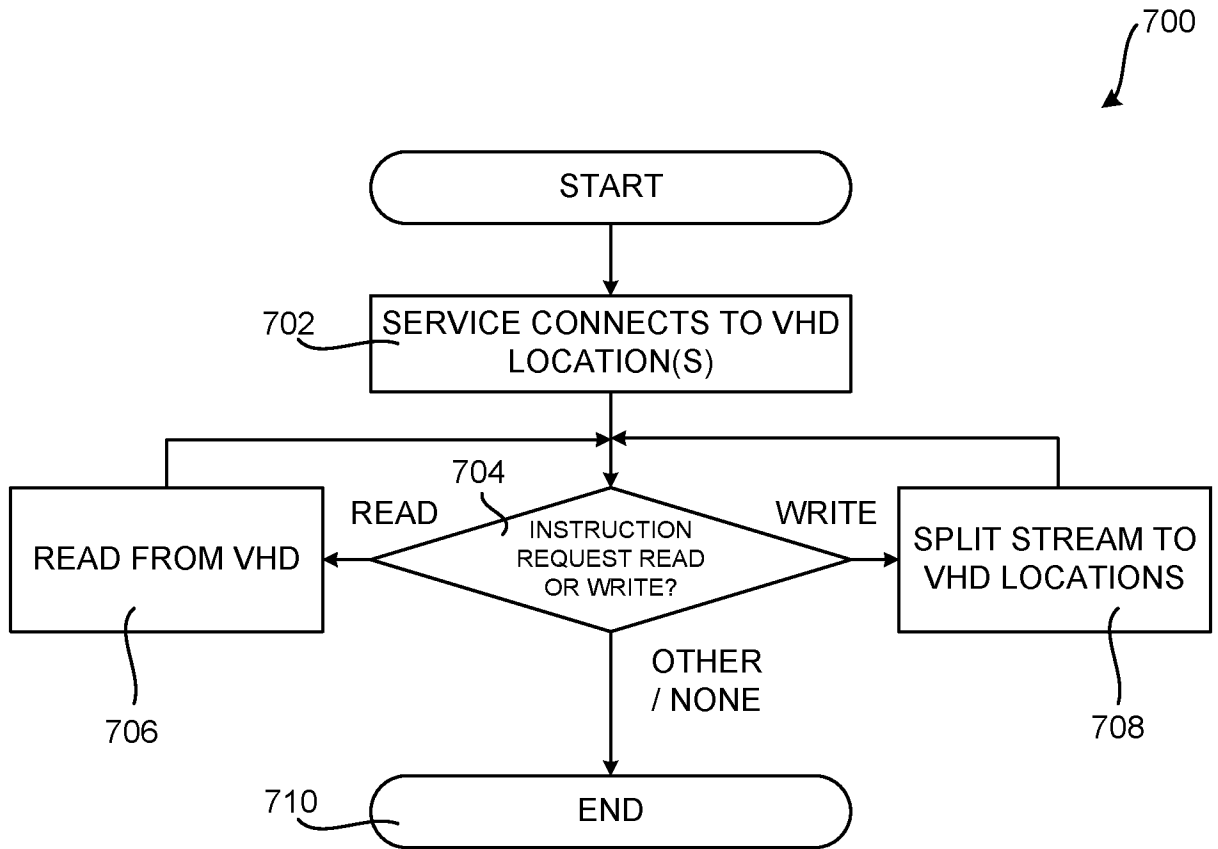 700
START
702
SERVICE CONNECTS TO VHD
LOCATION(S)
704
READ
INSTRUCTION
REQUEST READ
OR WRITE?
WRITE
READ FROM VHD
SPLIT STREAM TO
VHD LOCATIONS
OTHER
/ NONE
706
708
710
END